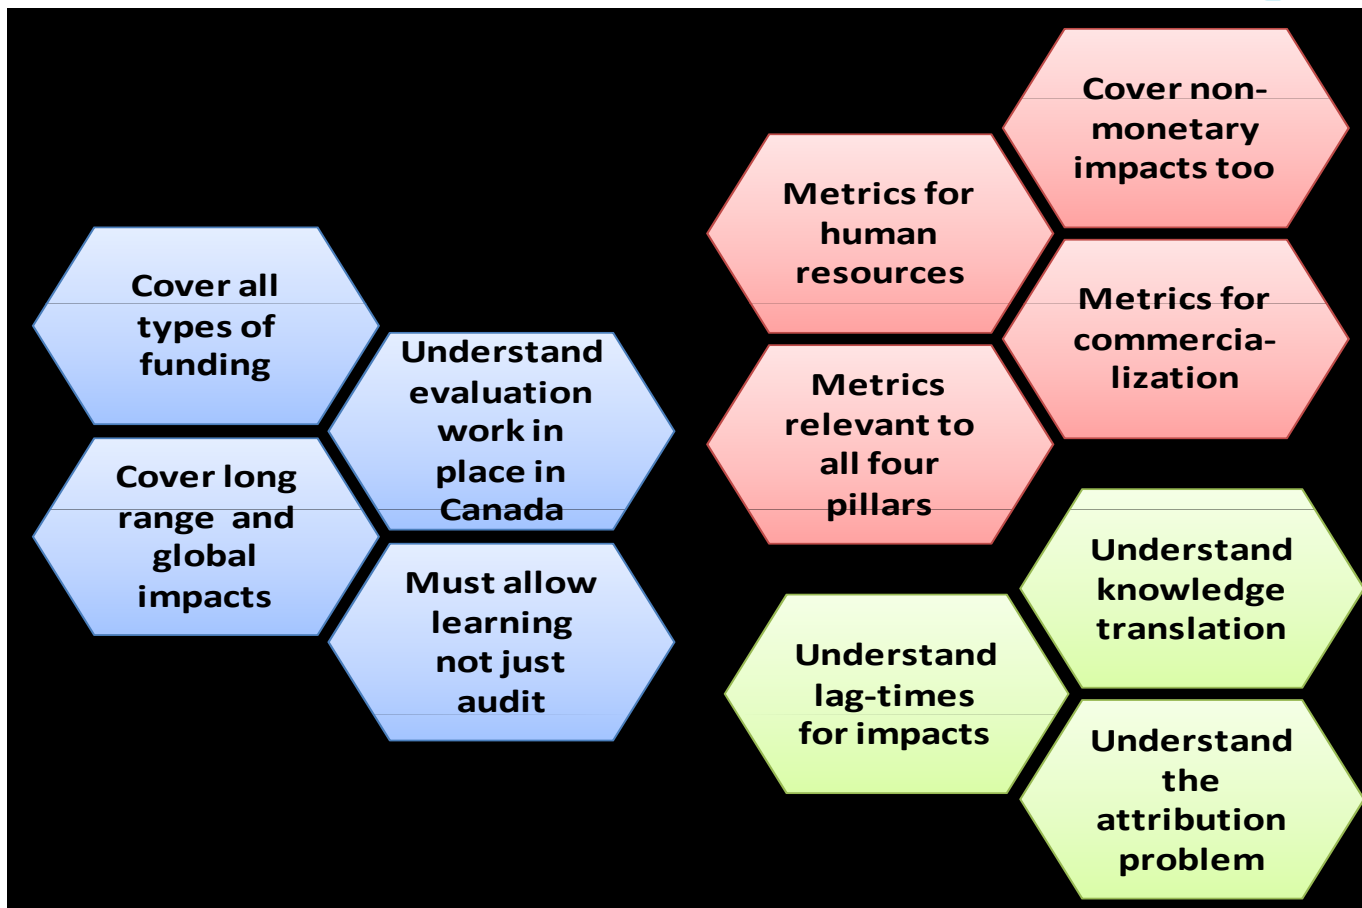 Cover all
types of
funding
Understand
evaluation
work in
place in
Canada
Cover long
range and
global
impacts
Must allow
learning
not just
audit
Cover non-
monetary
impacts too
Metrics for
human
resources
Metrics for
commercia-
lization
Metrics
relevant to
all four
pillars
Understand
knowledge
translation
Understand
lag-times
for impacts
Understand
the
attribution
problem